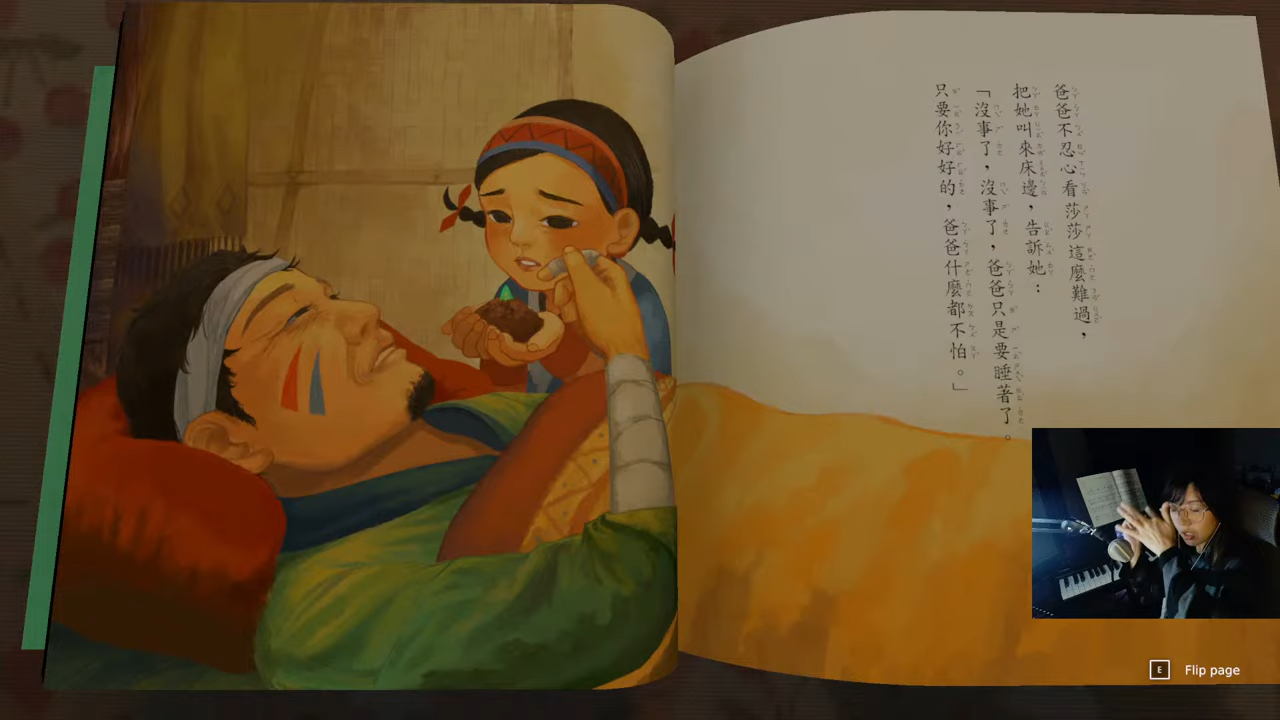 爸爸不忍心看莎莎這麼難過，
把她叫來床邊，告訴她：
「沒事了，沒事了，爸爸只是要睡著了。
只要你好好的，爸爸什麼都不怕。」
E Flip page